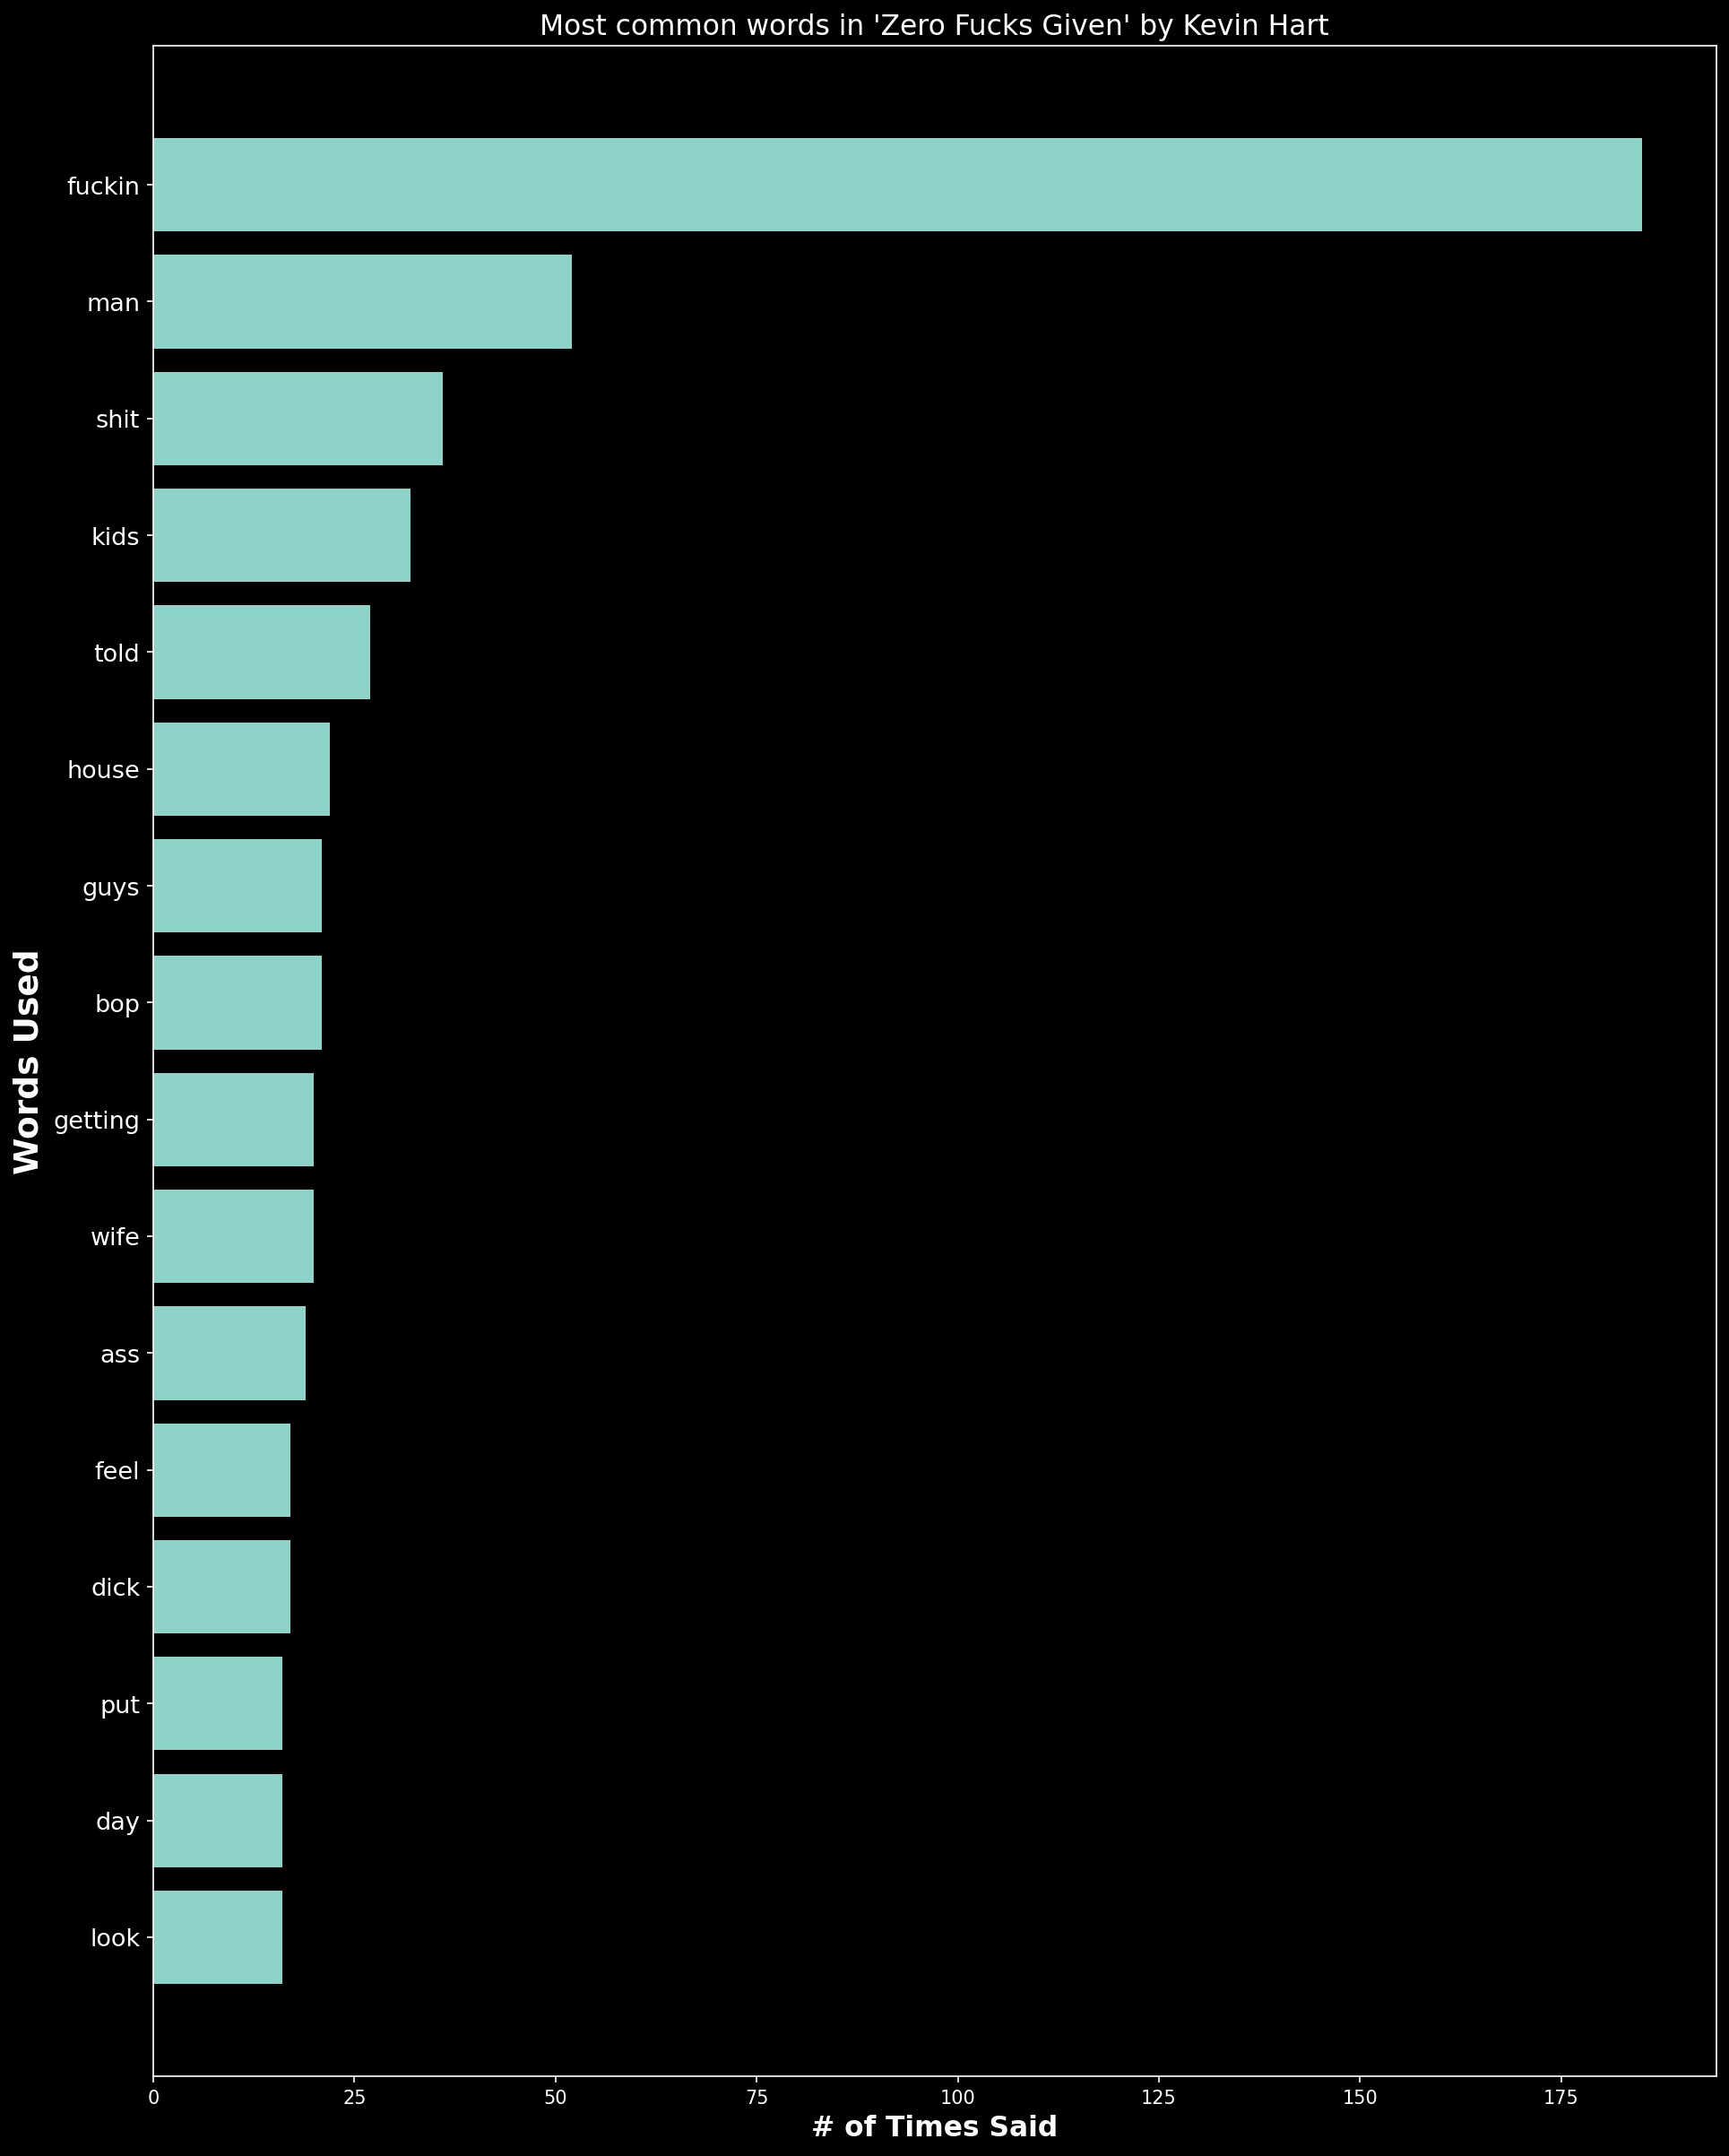 Most common words in 'Zero Fucks Given' by Kevin Hart
fuckin
man
shit
kids
told
house
guys
bop
getting
wife
ass
feel
dick
put
day
look
Words Used
0 25 50 75 100 125 150 175
# of Times Said